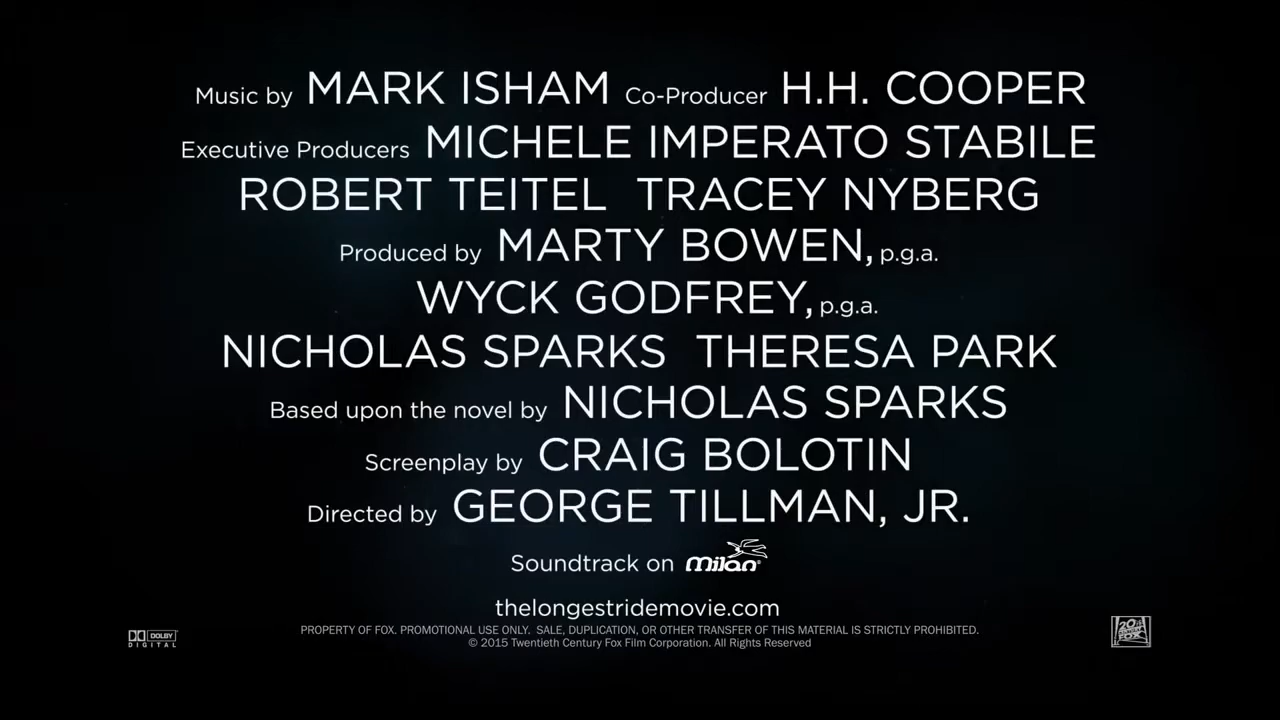 Music by MARK ISHAM Co-Producer H.H. COOPER
Executive Producers MICHELE IMPERATO STABILE
ROBERT TEITEL TRACEY NYBERG
Produced by MARTY BOWEN, p.g.a.
WYCK GODFREY, p.g.a.
NICHOLAS SPARKS THERESA PARK
Based upon the novel by NICHOLAS SPARKS
Screenplay by CRAIG BOLOTIN
Directed by GEORGE TILLMAN, JR.
Soundtrack on milan®
thelongestridemovie.com
PROPERTY OF FOX. PROMOTIONAL USE ONLY. SALE, DUPLICATION, OR OTHER TRANSFER OF THIS MATERIAL IS STRICTLY PROHIBITED.
© 2015 Twentieth Century Fox Film Corporation. All Rights Reserved
DOLBY
DIGITAL
20th
CENTURY
FOX